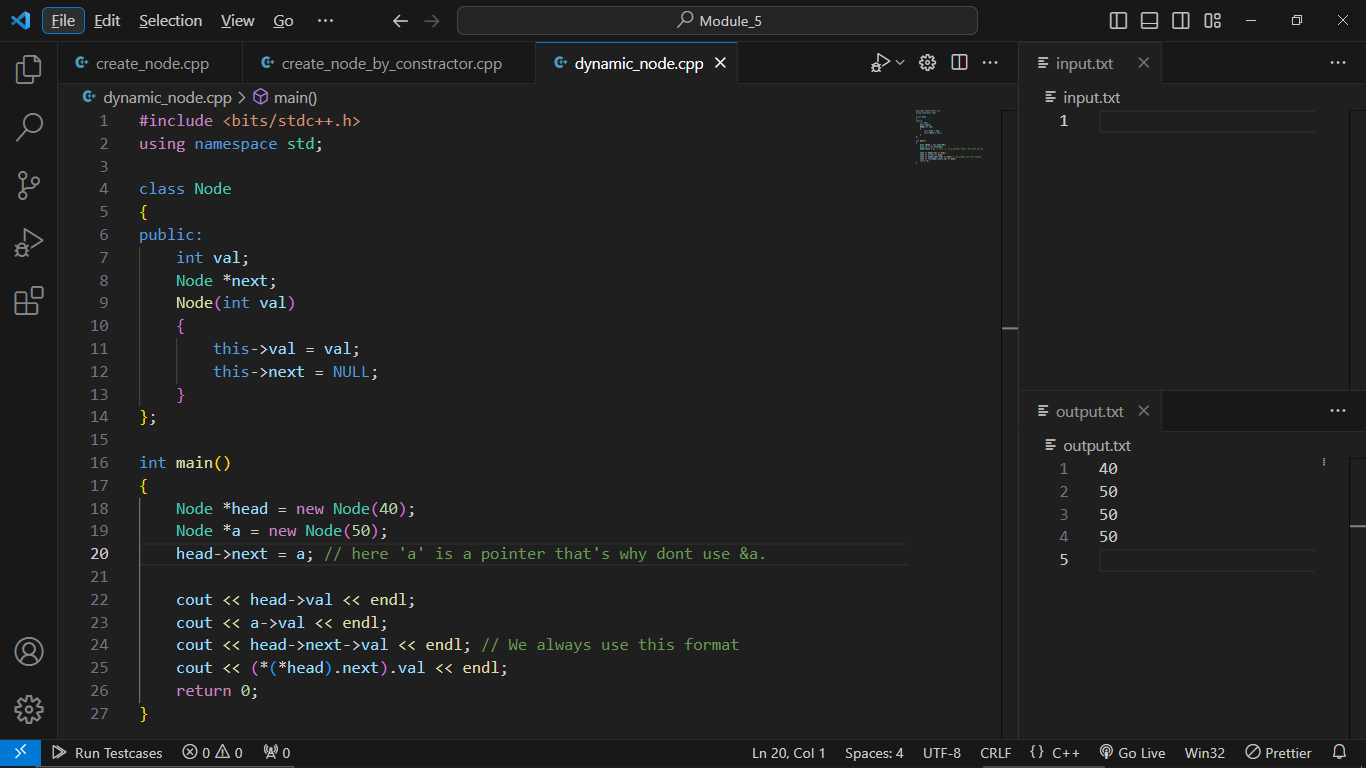 File Edit Selection View Go ··· Module_5
create_node.cpp create_node_by_constractor.cpp dynamic_node.cpp
dynamic_node.cpp > main()
1 #include <bits/stdc++.h>
2 using namespace std;
3
4 class Node
5 {
6 public:
7 int val;
8 Node *next;
9 Node(int val)
10 {
11 this->val = val;
12 this->next = NULL;
13 }
14 };
15
16 int main()
17 {
18 Node *head = new Node(40);
19 Node *a = new Node(50);
20 head->next = a; // here 'a' is a pointer that's why dont use &a.
21
22 cout << head->val << endl;
23 cout << a->val << endl;
24 cout << head->next->val << endl; // We always use this format
25 cout << (*(*head).next).val << endl;
26 return 0;
27 }
input.txt
input.txt
1
output.txt
output.txt
1 40
2 50
3 50
4 50
5
Run Testcases 0 0 0 Ln 20, Col 1 Spaces: 4 UTF-8 CRLF {} C++ Go Live Win32 Prettier